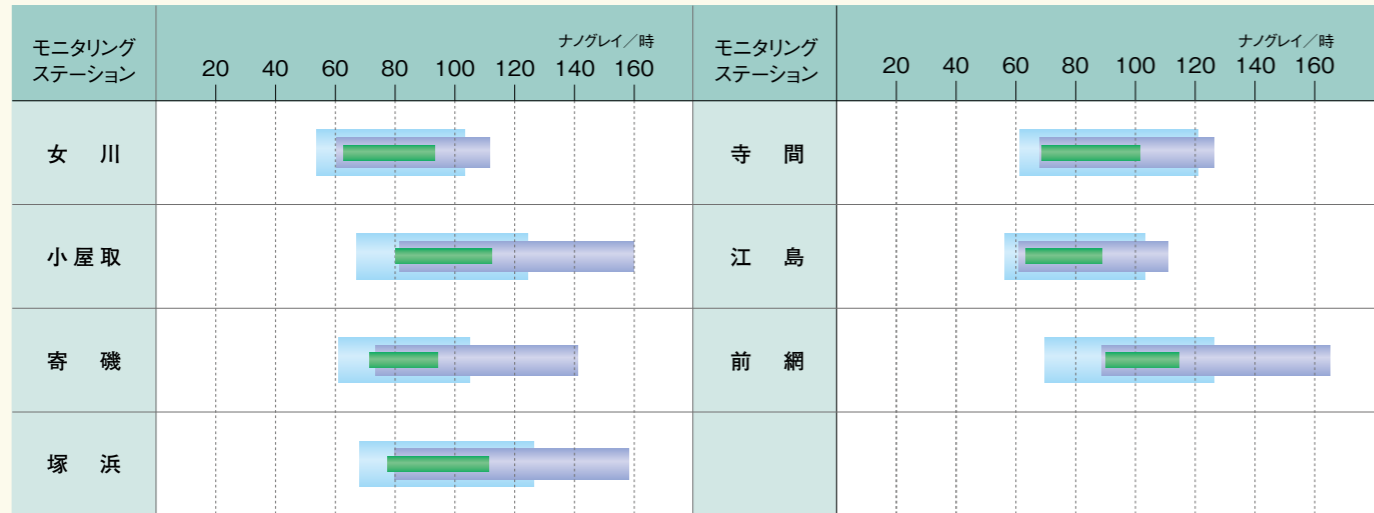 モニタリング
ステーション
ナノグレイ／時
20 40 60 80 100 120 140 160
モニタリング
ステーション
ナノグレイ／時
20 40 60 80 100 120 140 160
女川
寺間
小屋取
江島
寄磯
前網
塚浜